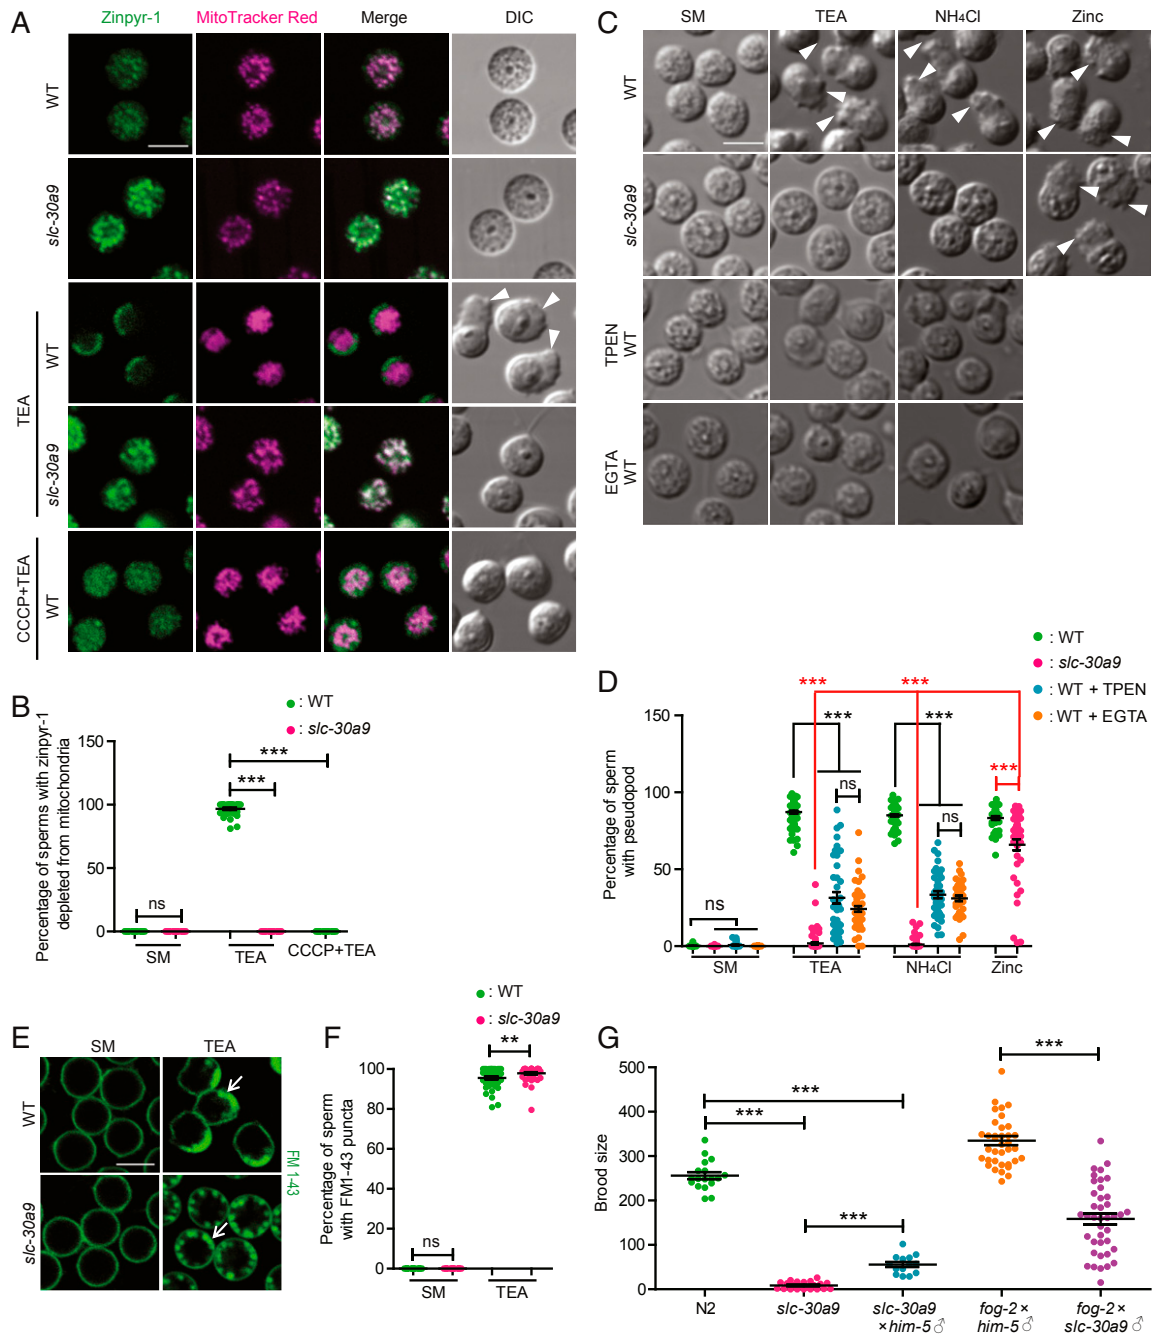 A
Zinpyr-1
MitoTracker Red
Merge
DIC
WT
slc-30a9
TEA
WT
slc-30a9
CCCP+TEA
WT
B
: WT
: slc-30a9
Percentage of sperms with zinpyr-1
depleted from mitochondria
150
100
50
0
ns
***
***
SM
TEA
CCCP+TEA
C
SM
TEA
NH4Cl
Zinc
WT
slc-30a9
TPEN
WT
EGTA
WT
D
: WT
: slc-30a9
: WT + TPEN
: WT + EGTA
Percentage of sperm
with pseudopod
150
100
50
0
ns
***
***
***
***
***
ns
ns
SM
TEA
NH4Cl
Zinc
E
SM
TEA
WT
slc-30a9
FM 1-43
F
: WT
: slc-30a9
Percentage of sperm
with FM1-43 puncta
100
80
60
40
20
0
**
ns
SM
TEA
G
Brood size
500
400
300
200
100
0
***
***
***
***
N2
slc-30a9
slc-30a9
× him-5 ♂
fog-2 ×
him-5 ♂
fog-2 ×
slc-30a9 ♂